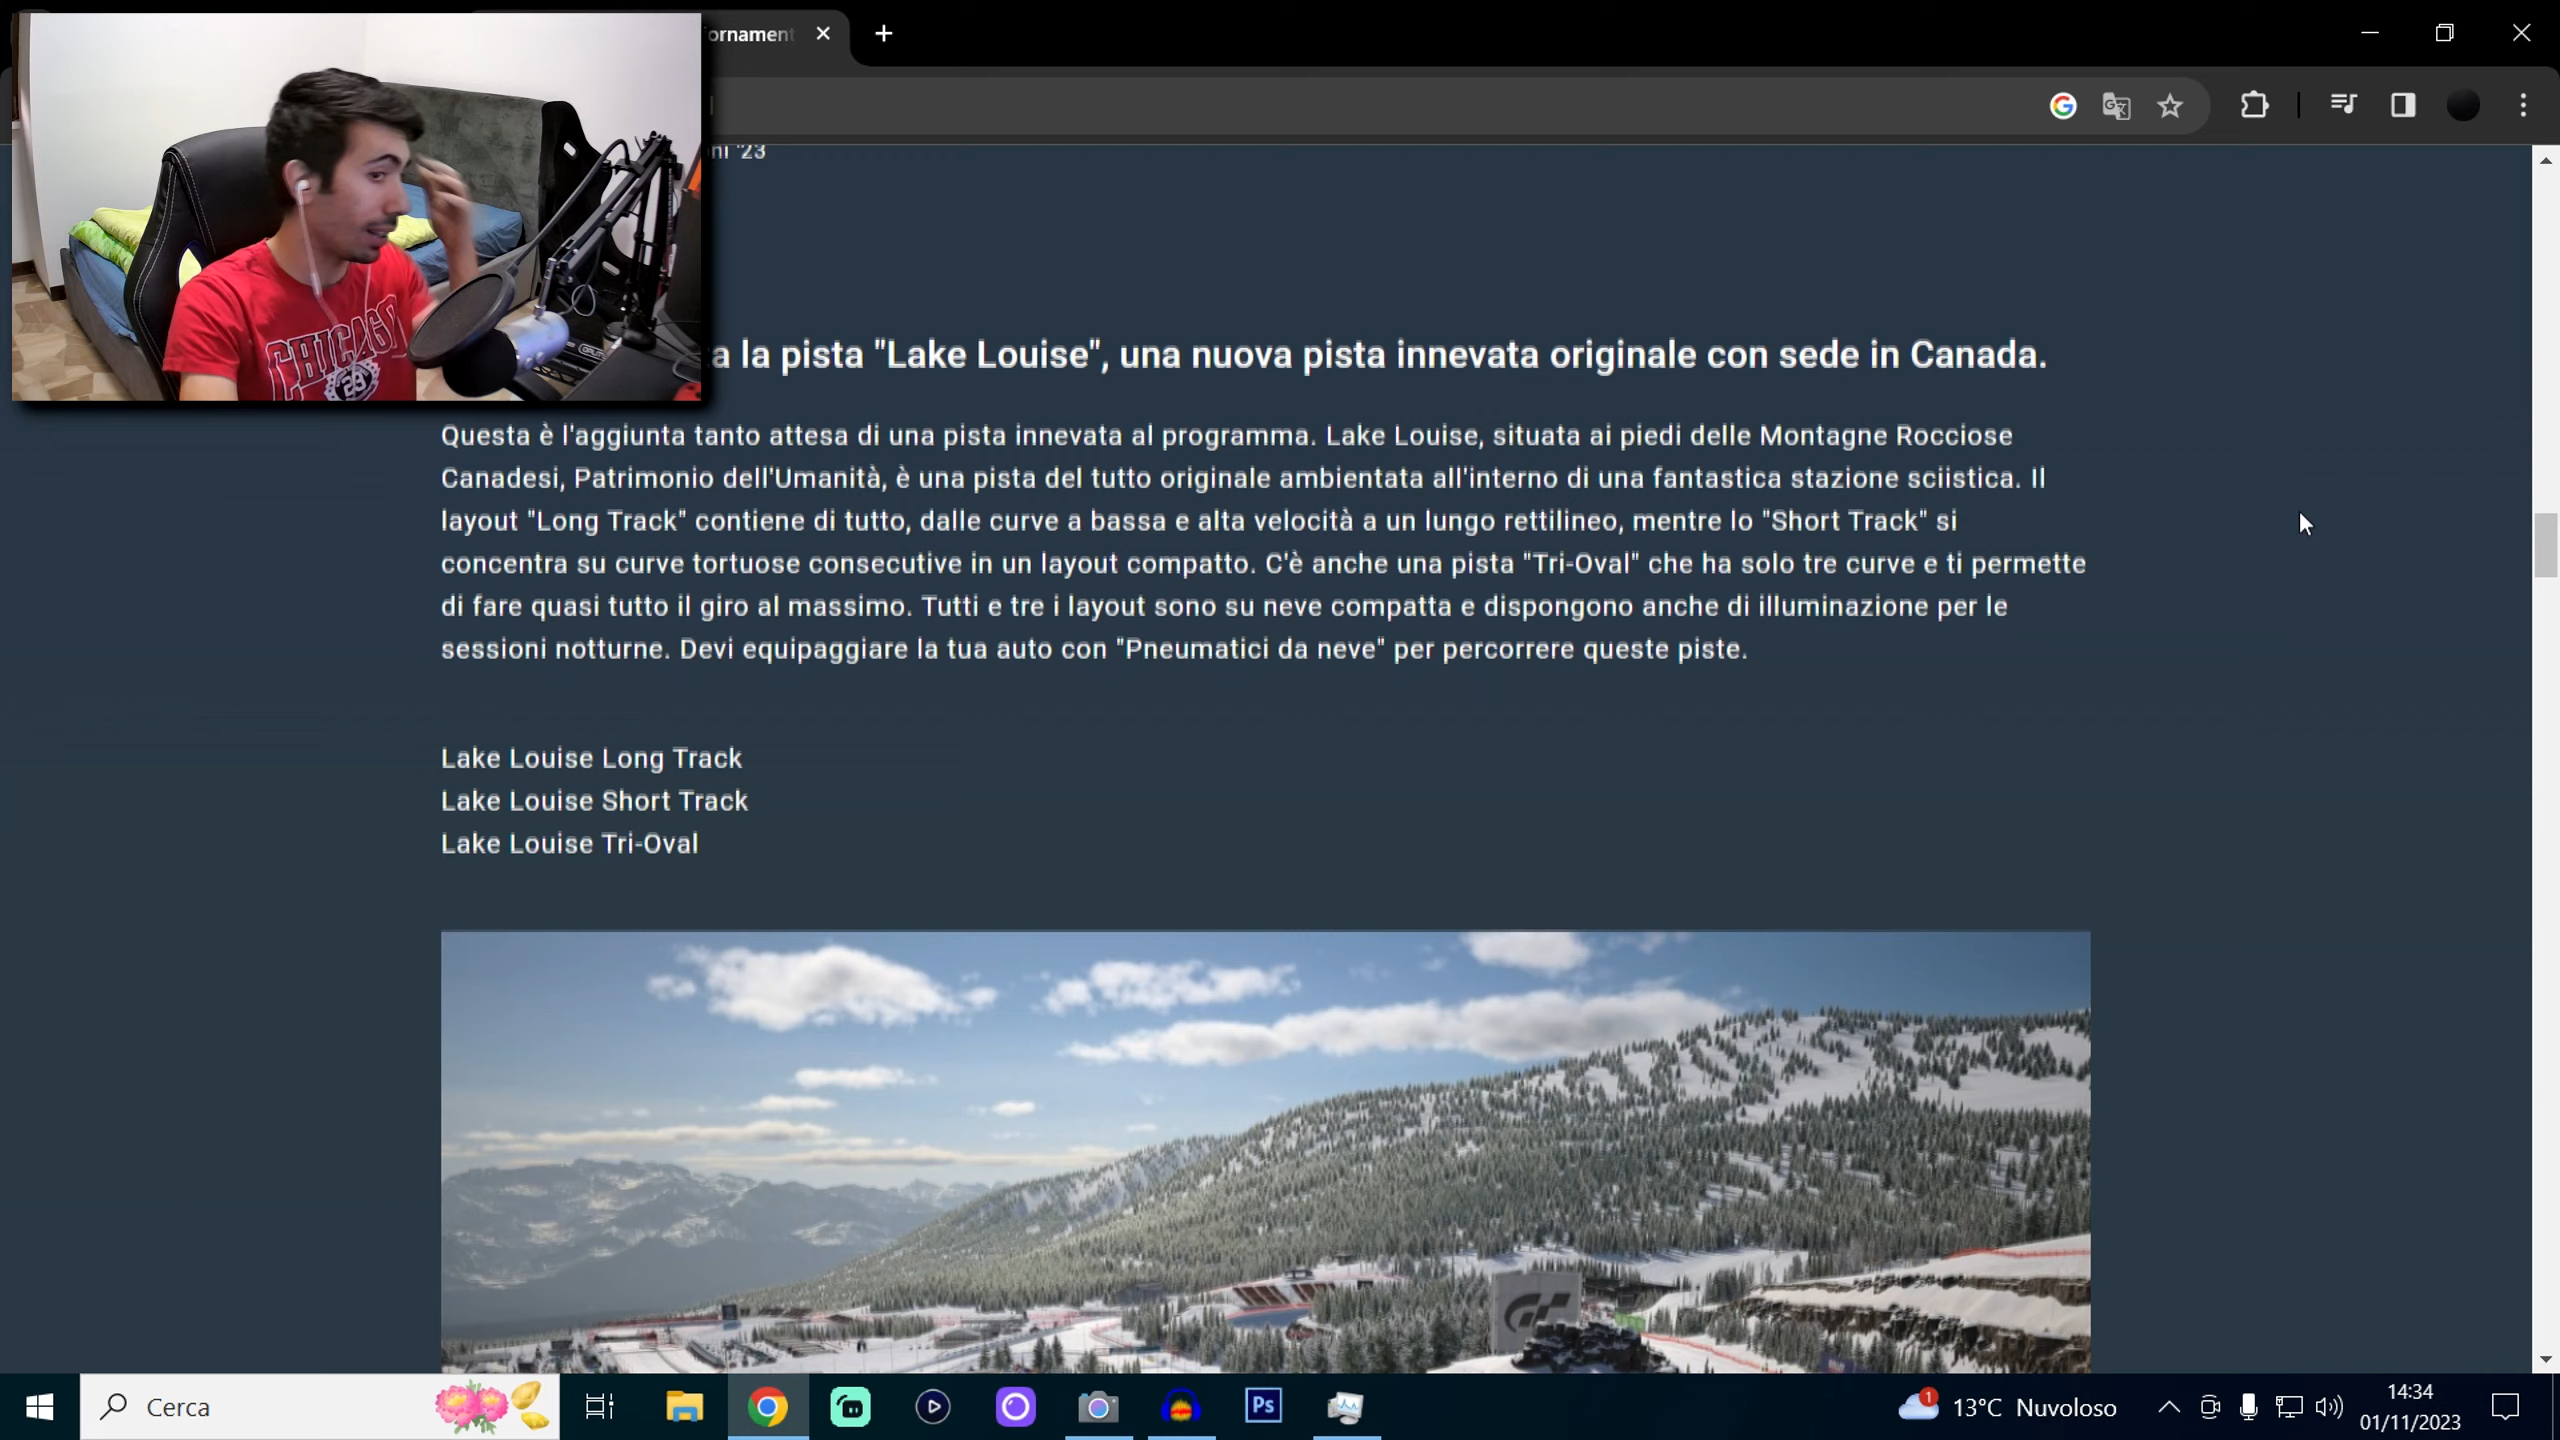 ornament
ni '23
CHICAGO
la pista "Lake Louise", una nuova pista innevata originale con sede in Canada.
Questa è l'aggiunta tanto attesa di una pista innevata al programma. Lake Louise, situata ai piedi delle Montagne Rocciose
Canadesi, Patrimonio dell'Umanità, è una pista del tutto originale ambientata all'interno di una fantastica stazione sciistica. Il
layout "Long Track" contiene di tutto, dalle curve a bassa e alta velocità a un lungo rettilineo, mentre lo "Short Track" si
concentra su curve tortuose consecutive in un layout compatto. C'è anche una pista "Tri-Oval" che ha solo tre curve e ti permette
di fare quasi tutto il giro al massimo. Tutti e tre i layout sono su neve compatta e dispongono anche di illuminazione per le
sessioni notturne. Devi equipaggiare la tua auto con "Pneumatici da neve" per percorrere queste piste.
Lake Louise Long Track
Lake Louise Short Track
Lake Louise Tri-Oval
Cerca
Ps
1
13°C Nuvoloso
14:34
01/11/2023